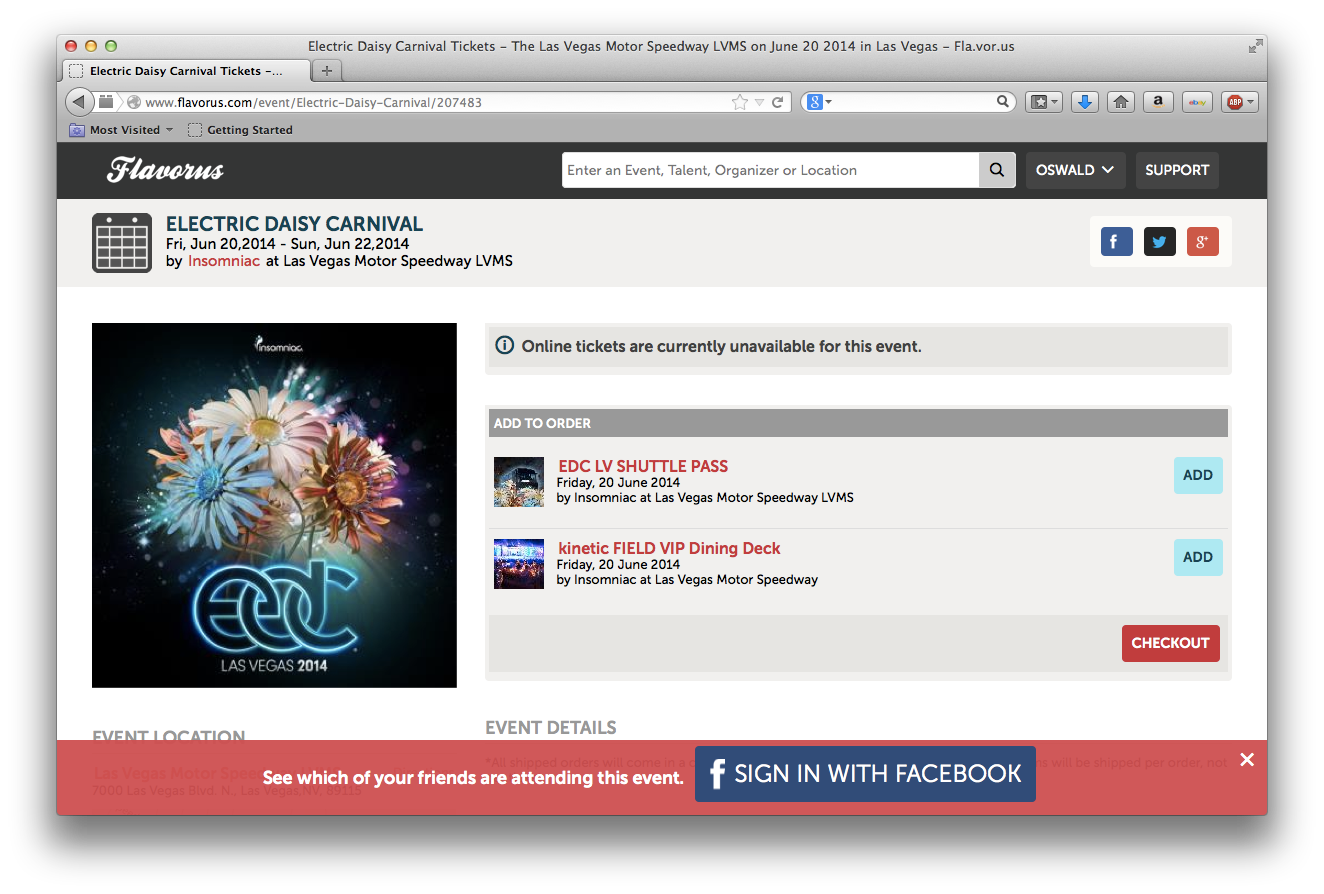 Electric Daisy Carnival Tickets – The Las Vegas Motor Speedway LVMS on June 20 2014 in Las Vegas – Fla.vor.us
Electric Daisy Carnival Tickets –...
www.flavorus.com/event/Electric-Daisy-Carnival/207483
8
a
ebay
ABP
Most Visited
Getting Started
Flavorus
Enter an Event, Talent, Organizer or Location
OSWALD
SUPPORT
ELECTRIC DAISY CARNIVAL
Fri, Jun 20,2014 - Sun, Jun 22,2014
by Insomniac at Las Vegas Motor Speedway LVMS
f
g+
insomniac
edc
LAS VEGAS 2014
Online tickets are currently unavailable for this event.
ADD TO ORDER
EDC LV SHUTTLE PASS
Friday, 20 June 2014
by Insomniac at Las Vegas Motor Speedway LVMS
ADD
kinetic FIELD VIP Dining Deck
Friday, 20 June 2014
by Insomniac at Las Vegas Motor Speedway
ADD
CHECKOUT
EVENT LOCATION
Las Vegas Motor
7000 Las Vegas Blvd. N., Las Vegas,NV, 89115
EVENT DETAILS
*All shipped orders will come in a
will be shipped per order, not
See which of your friends are attending this event.
f SIGN IN WITH FACEBOOK